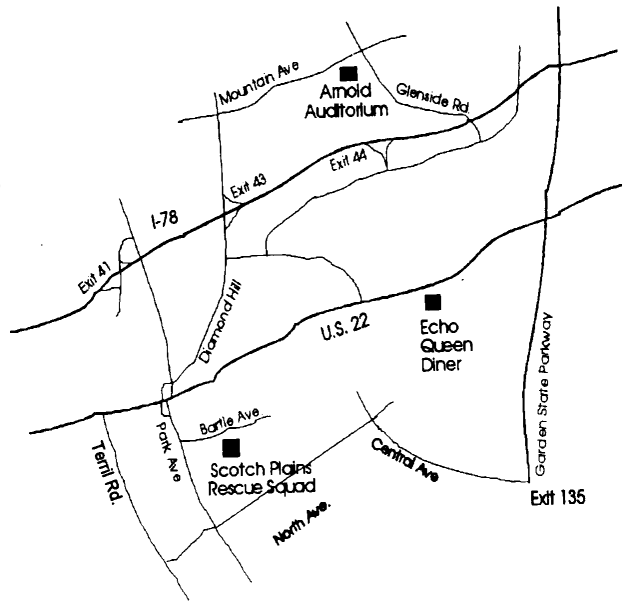 Mountain Ave
Arnold
Auditorium
Glenside Rd.
Exit 44
Exit 43
I-78
Exit 41
Diamond Hill
U.S. 22
Echo
Queen
Diner
Garden State Parkway
Bartle Ave
Park Ave
Terril Rd.
Scotch Plains
Rescue Squad
Central Ave
North Ave.
Exit 135